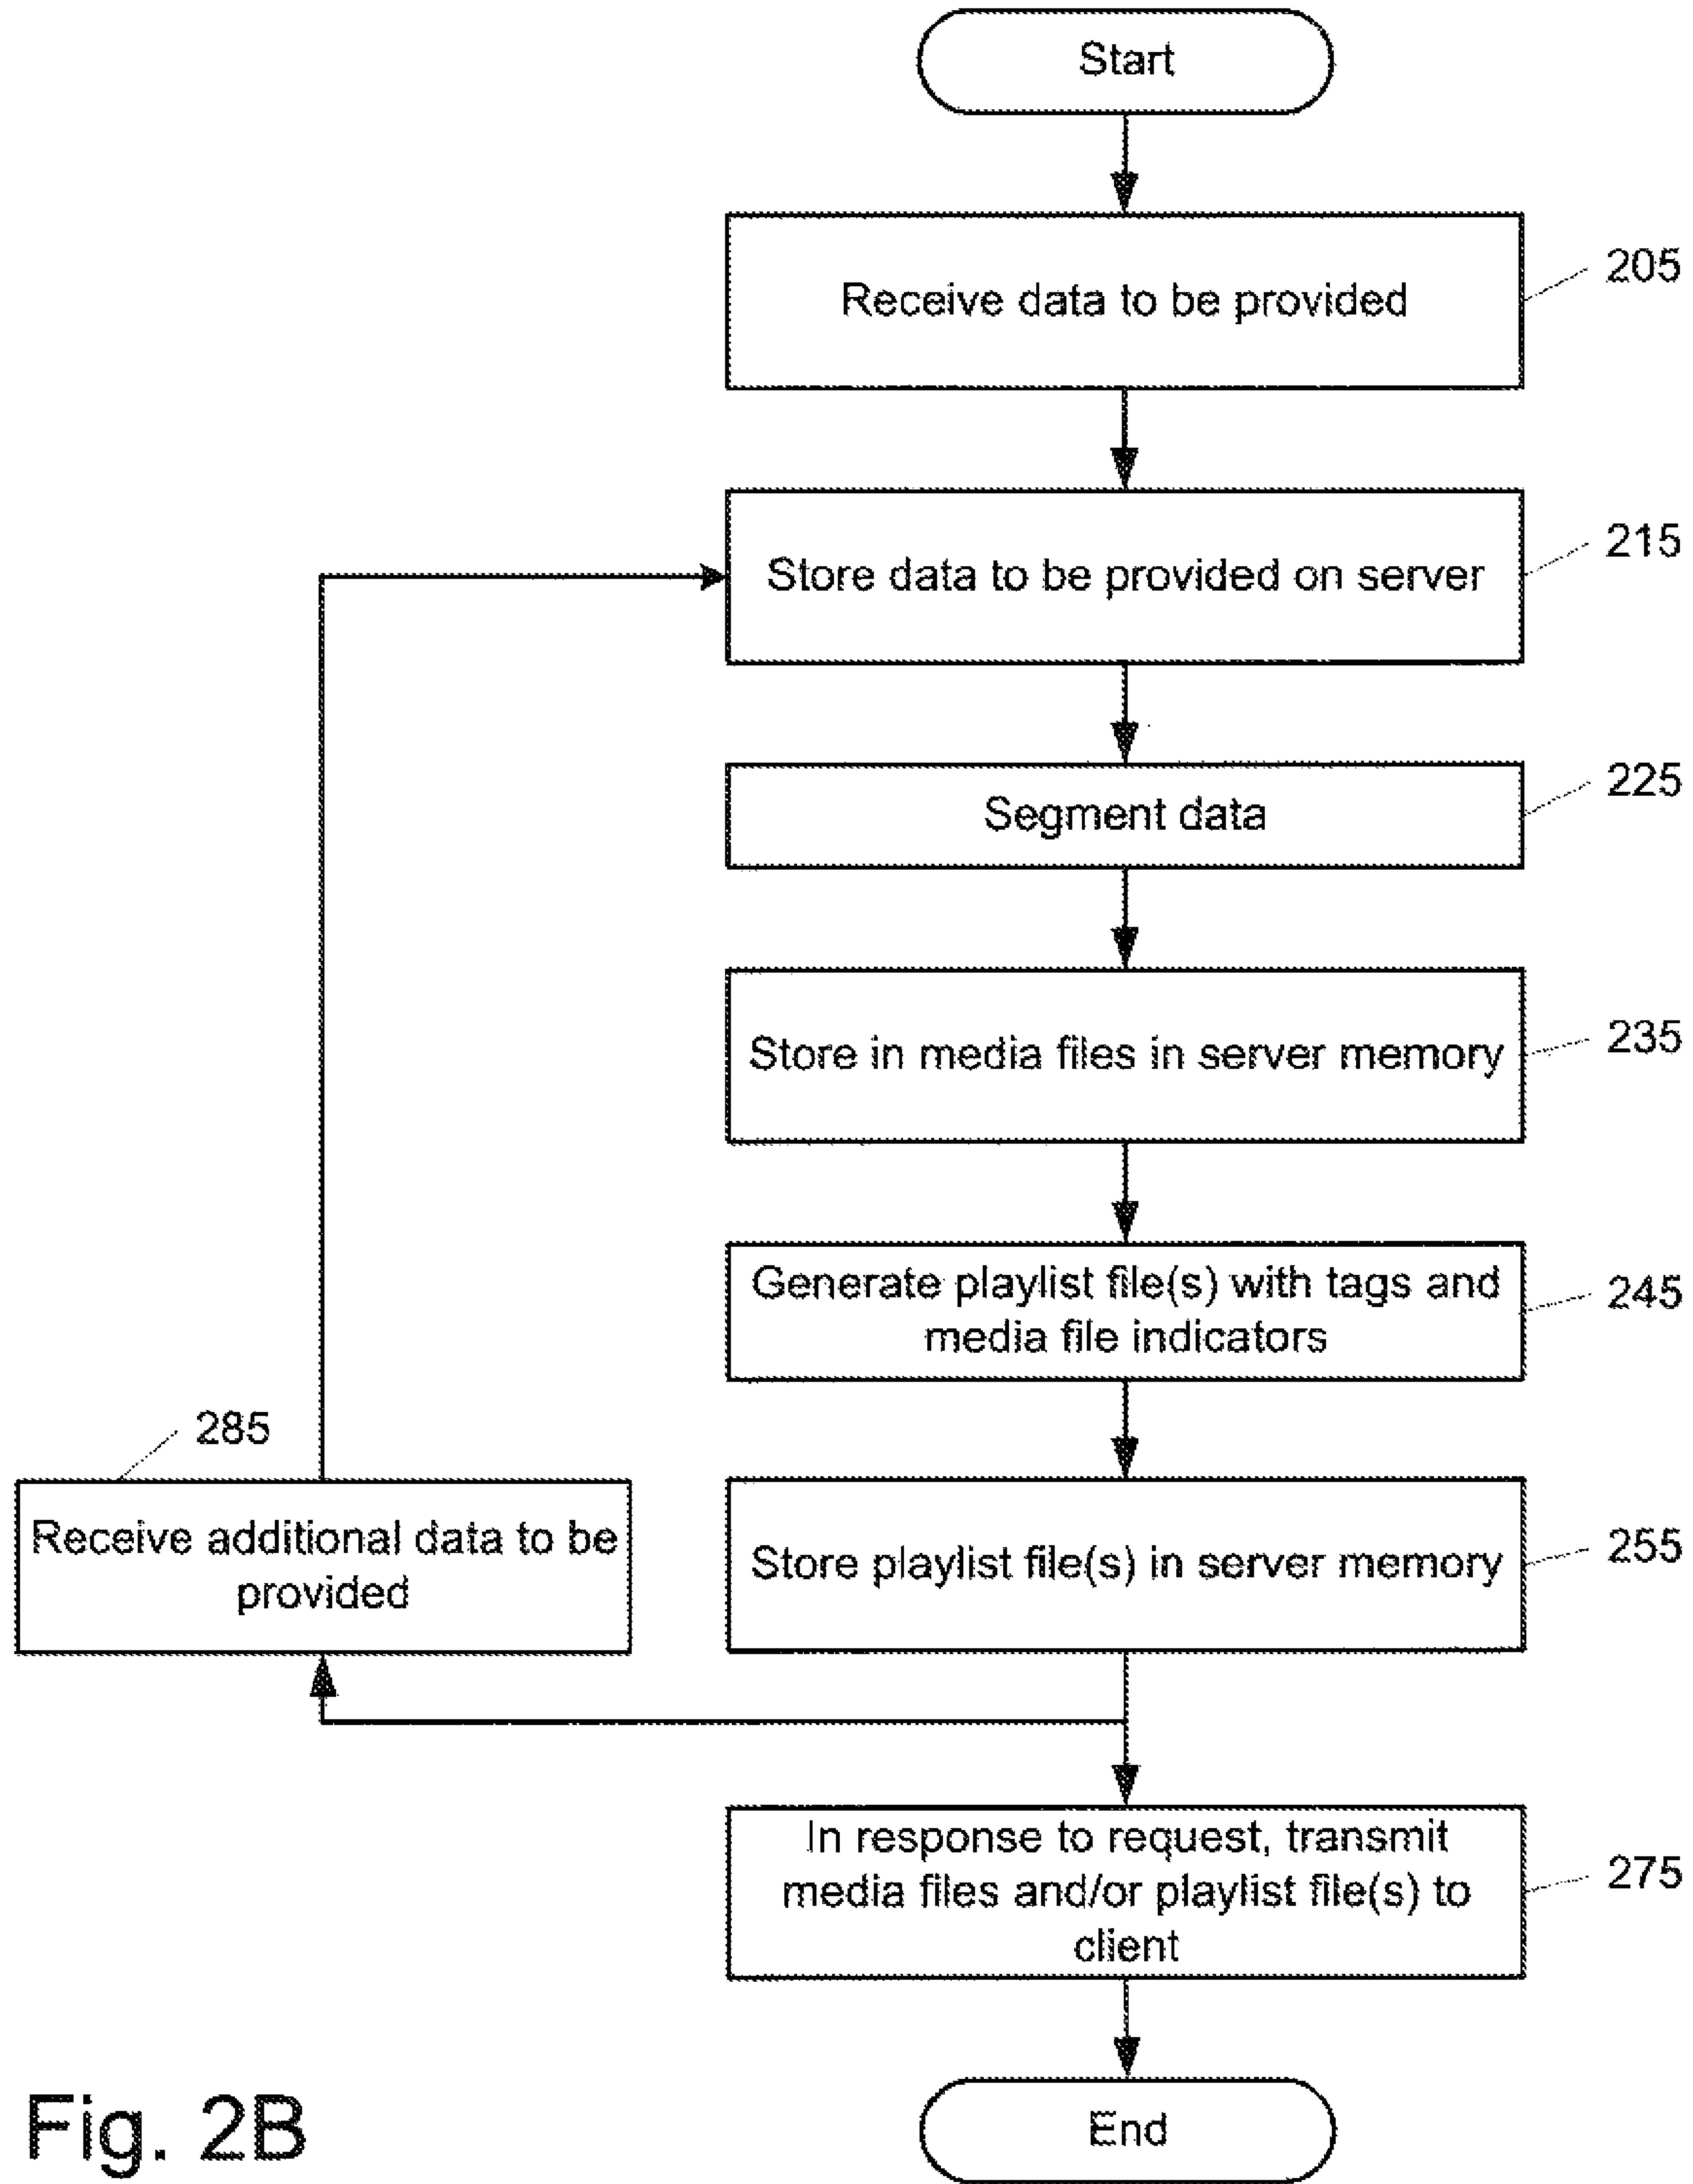 Start
Receive data to be provided
205
Store data to be provided on server
215
Segment data
225
Store in media files in server memory
235
Generate playlist file(s) with tags and
media file indicators
245
285
Receive additional data to be
provided
Store playlist file(s) in server memory
255
In response to request, transmit
media files and/or playlist file(s) to
client
275
End
Fig. 2B